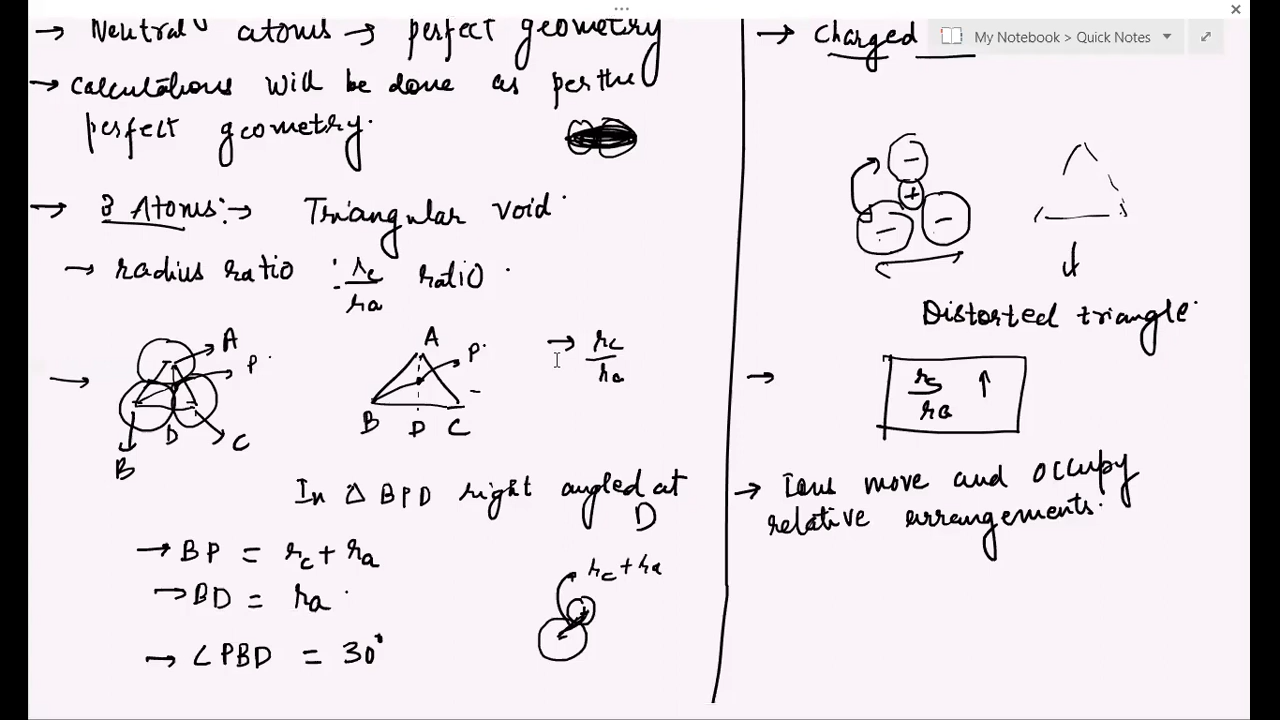 → Neutral atoms → perfect geometry
→ Calculations will be done as per the
perfect geometry.
→ 3 Atoms:→ Triangular void.
→ radius ratio :- rc/ra ratio.
→ A
P.
B
D
C
A
P.
B
D
C
→ rc/ra
In △ BPD right angled at
D
→ BP = rc + ra
→ BD = ra
→ ∠PBD = 30°
rc + ra
+
→ Charged
My Notebook > Quick Notes
-
+
-
-
Distorted triangle.
→ rc/ra ↑
→ Ions move and occupy
relative arrangements.